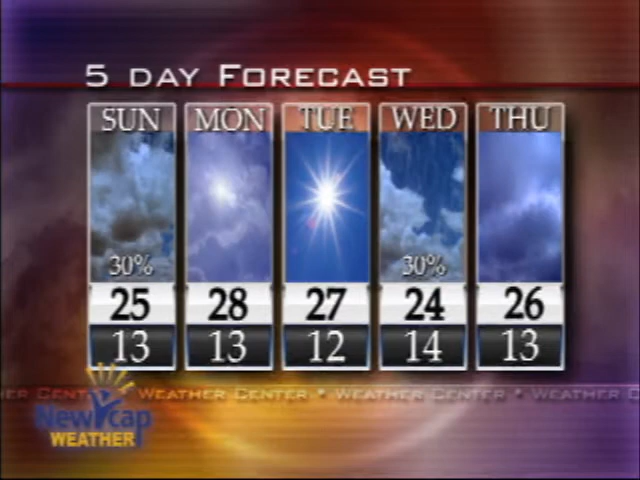 5 DAY FORECAST
SUN MON TUE WED THU
30% 30%
25 28 27 24 26
13 13 12 14 13
WEATHER CENTER * WEATHER CENTER * WEATHER
Newcap
WEATHER